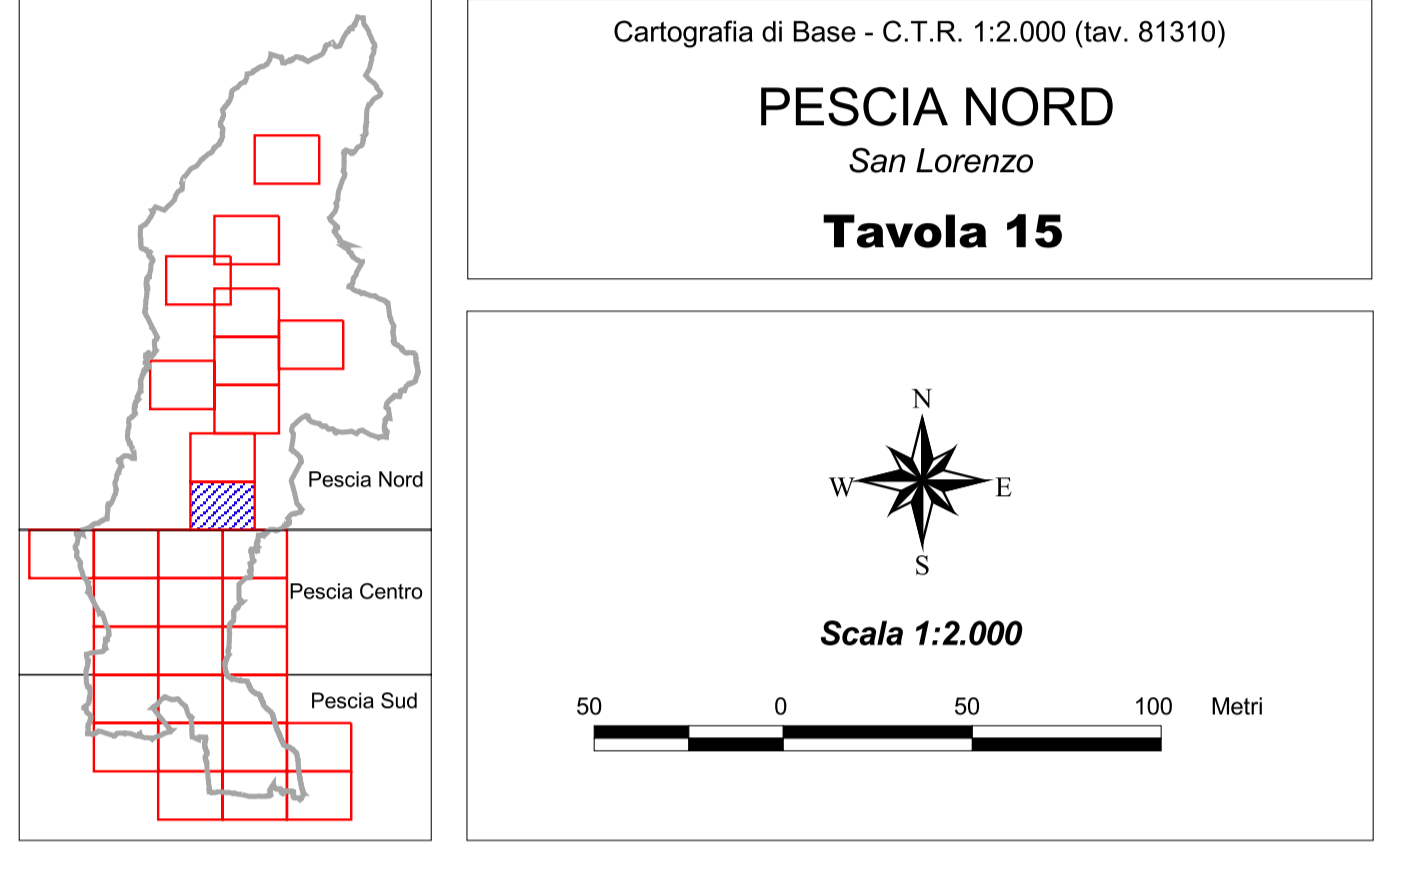 Cartografia di Base - C.T.R. 1:2.000 (tav. 81310)
PESCIA NORD
San Lorenzo
Tavola 15
Pescia Nord
Pescia Centro
Pescia Sud
N
W E
S
Scala 1:2.000
50 0 50 100 Metri